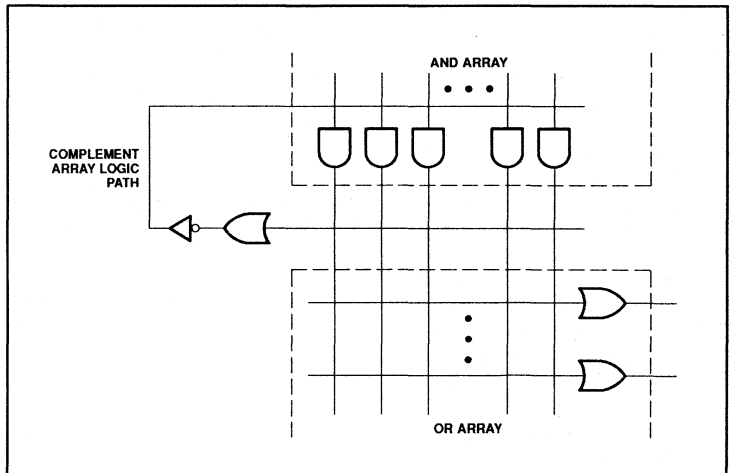 AND ARRAY
COMPLEMENT
ARRAY LOGIC
PATH
OR ARRAY